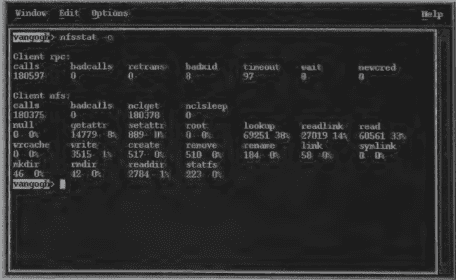 Window Edit Options Help
vangogh> nfsstat -c
Client rpc:
calls badcalls retrans badxid timeout wait newcred
180597 0 0 0 97 0 0
Client nfs:
calls badcalls nclget nclsleep
180375 0 180378 0
null getattr setattr root lookup readlink read
0 0% 14779 8% 889 0% 0 0% 69251 38% 27019 14% 60561 33%
wrcache write create remove rename link symlink
0 0% 3515 1% 517 0% 510 0% 184 0% 58 0% 0 0%
mkdir rmdir readdir statfs
46 0% 42 0% 2784 1% 223 0%
vangogh>